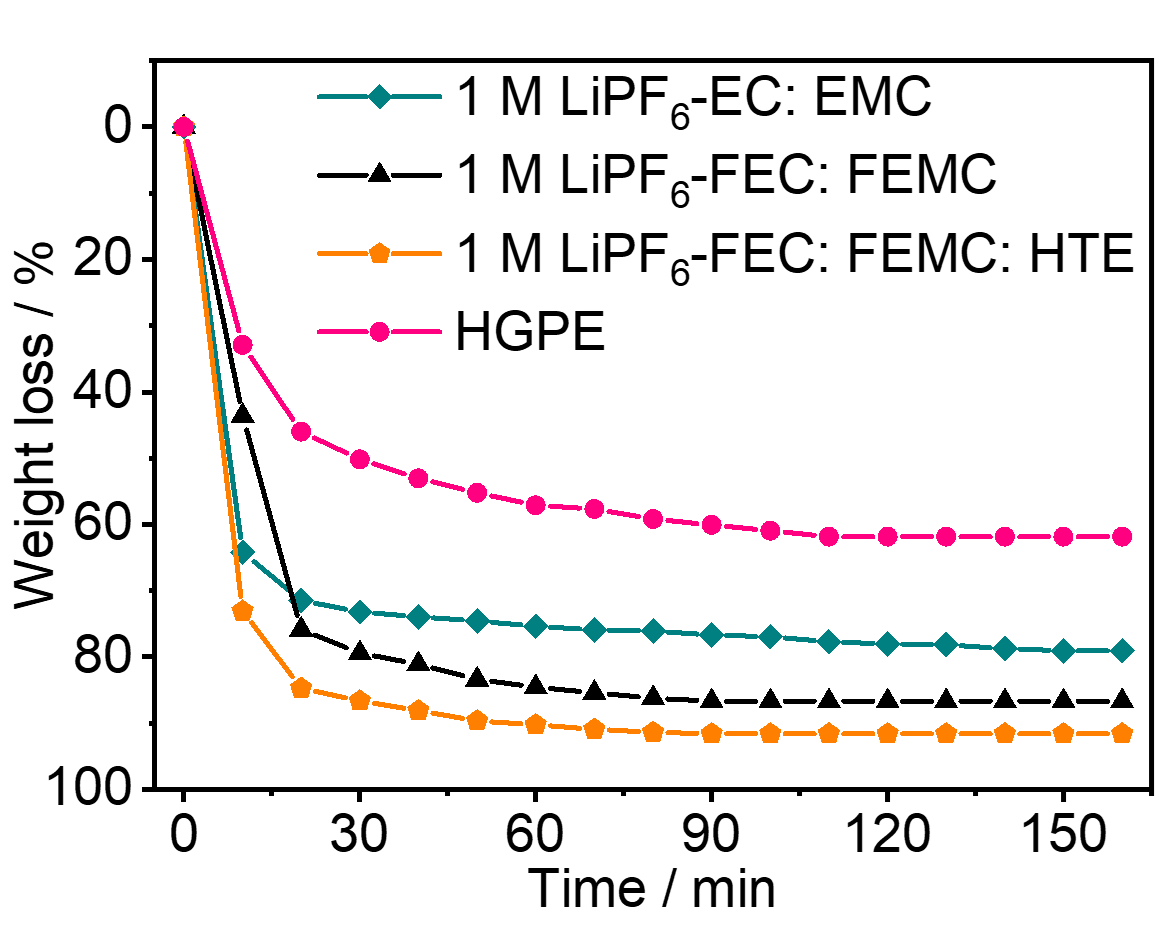 1 M LiPF6-EC: EMC
1 M LiPF6-FEC: FEMC
1 M LiPF6-FEC: FEMC: HTE
HGPE
Weight loss / %
0
20
40
60
80
100
0 30 60 90 120 150
Time / min